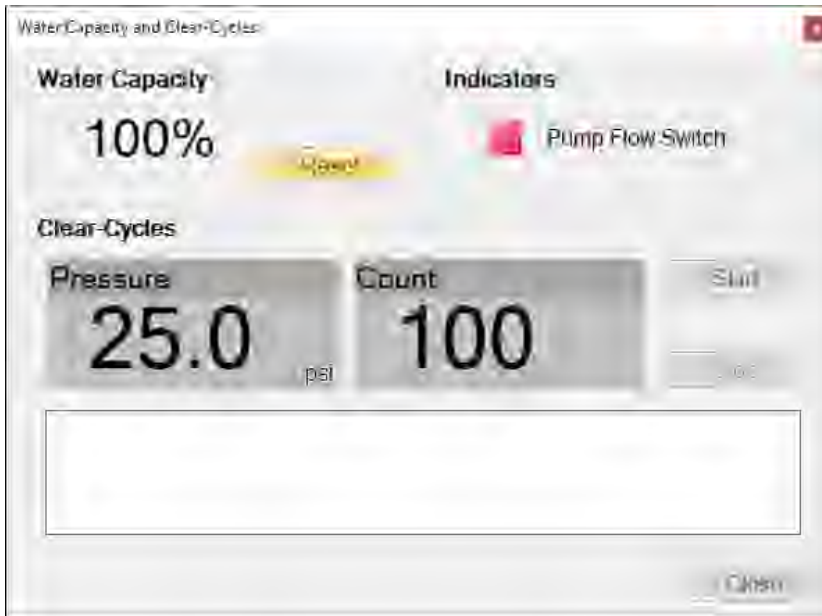 Water Capacity and Clear-Cycles
Water Capacity
100%
Reset
Indicators
Pump Flow Switch
Clear-Cycles
Pressure
25.0
psi
Count
100
Start
Close